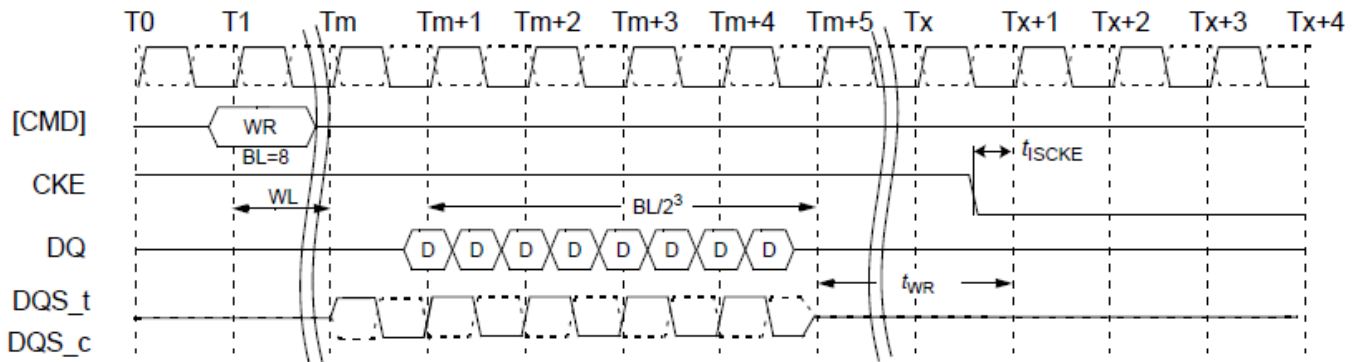 T0 T1 Tm Tm+1 Tm+2 Tm+3 Tm+4 Tm+5 Tx Tx+1 Tx+2 Tx+3 Tx+4
[CMD] WR
BL=8
tISCKE
CKE
WL BL/2³
DQ D D D D D D D D
tWR
DQS_t
DQS_c